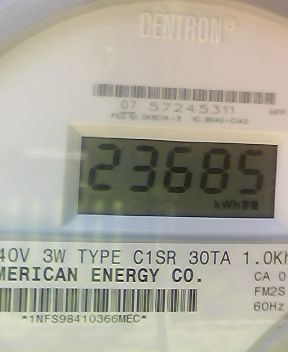 CENTRON®
07 57245311
23685
kWh
40V 3W TYPE C1SR 30TA 1.0Kh
MERICAN ENERGY CO.
CA 0
FM2S
60Hz
*1NFS98410366MEC*